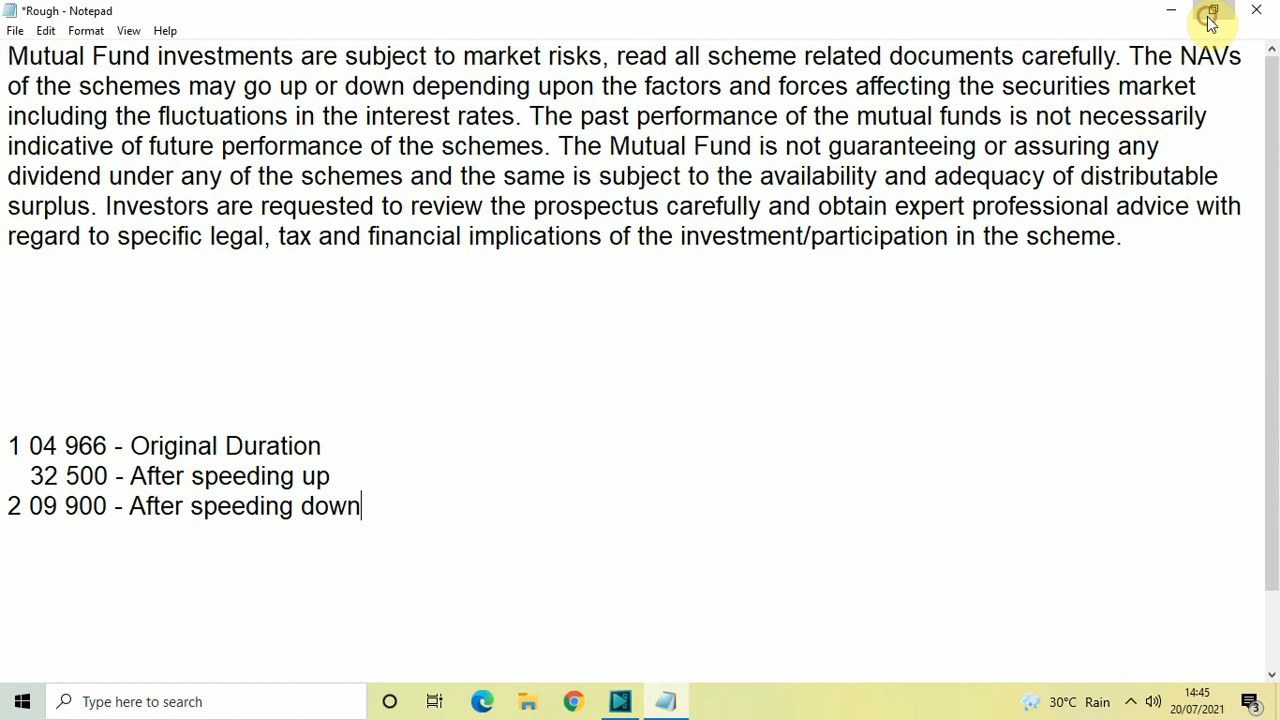 *Rough - Notepad
File Edit Format View Help
Mutual Fund investments are subject to market risks, read all scheme related documents carefully. The NAVs
of the schemes may go up or down depending upon the factors and forces affecting the securities market
including the fluctuations in the interest rates. The past performance of the mutual funds is not necessarily
indicative of future performance of the schemes. The Mutual Fund is not guaranteeing or assuring any
dividend under any of the schemes and the same is subject to the availability and adequacy of distributable
surplus. Investors are requested to review the prospectus carefully and obtain expert professional advice with
regard to specific legal, tax and financial implications of the investment/participation in the scheme.
1 04 966 - Original Duration
32 500 - After speeding up
2 09 900 - After speeding down
Type here to search
30°C Rain
14:45
20/07/2021
3